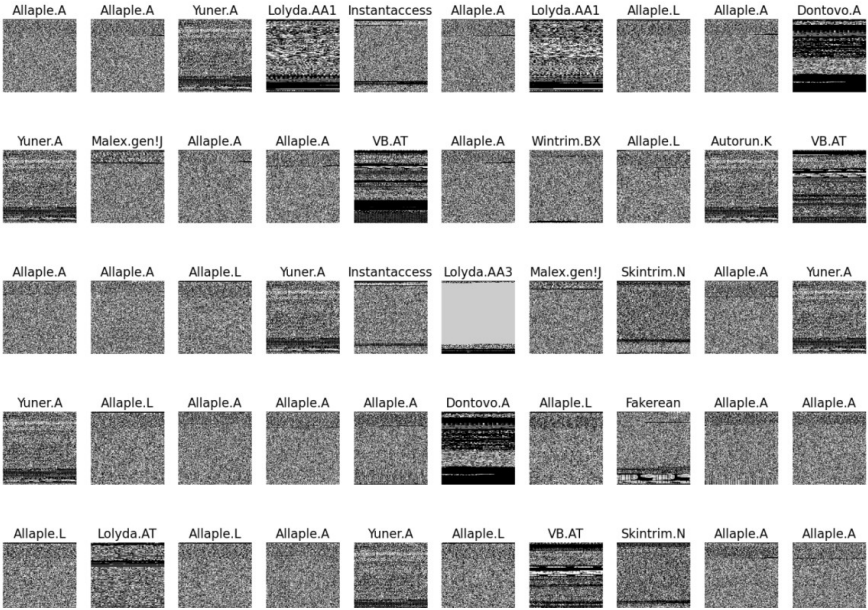 Allaple.A Allaple.A Yuner.A Lolyda.AA1 Instantaccess Allaple.A Lolyda.AA1 Allaple.L Allaple.A Dontovo.A
Yuner.A Malex.gen!J Allaple.A Allaple.A VB.AT Allaple.A Wintrim.BX Allaple.L Autorun.K VB.AT
Allaple.A Allaple.A Allaple.L Yuner.A Instantaccess Lolyda.AA3 Malex.gen!J Skintrim.N Allaple.A Yuner.A
Yuner.A Allaple.L Allaple.A Allaple.A Allaple.A Dontovo.A Allaple.L Fakerean Allaple.A Allaple.A
Allaple.L Lolyda.AT Allaple.L Allaple.A Yuner.A Allaple.L VB.AT Skintrim.N Allaple.A Allaple.A